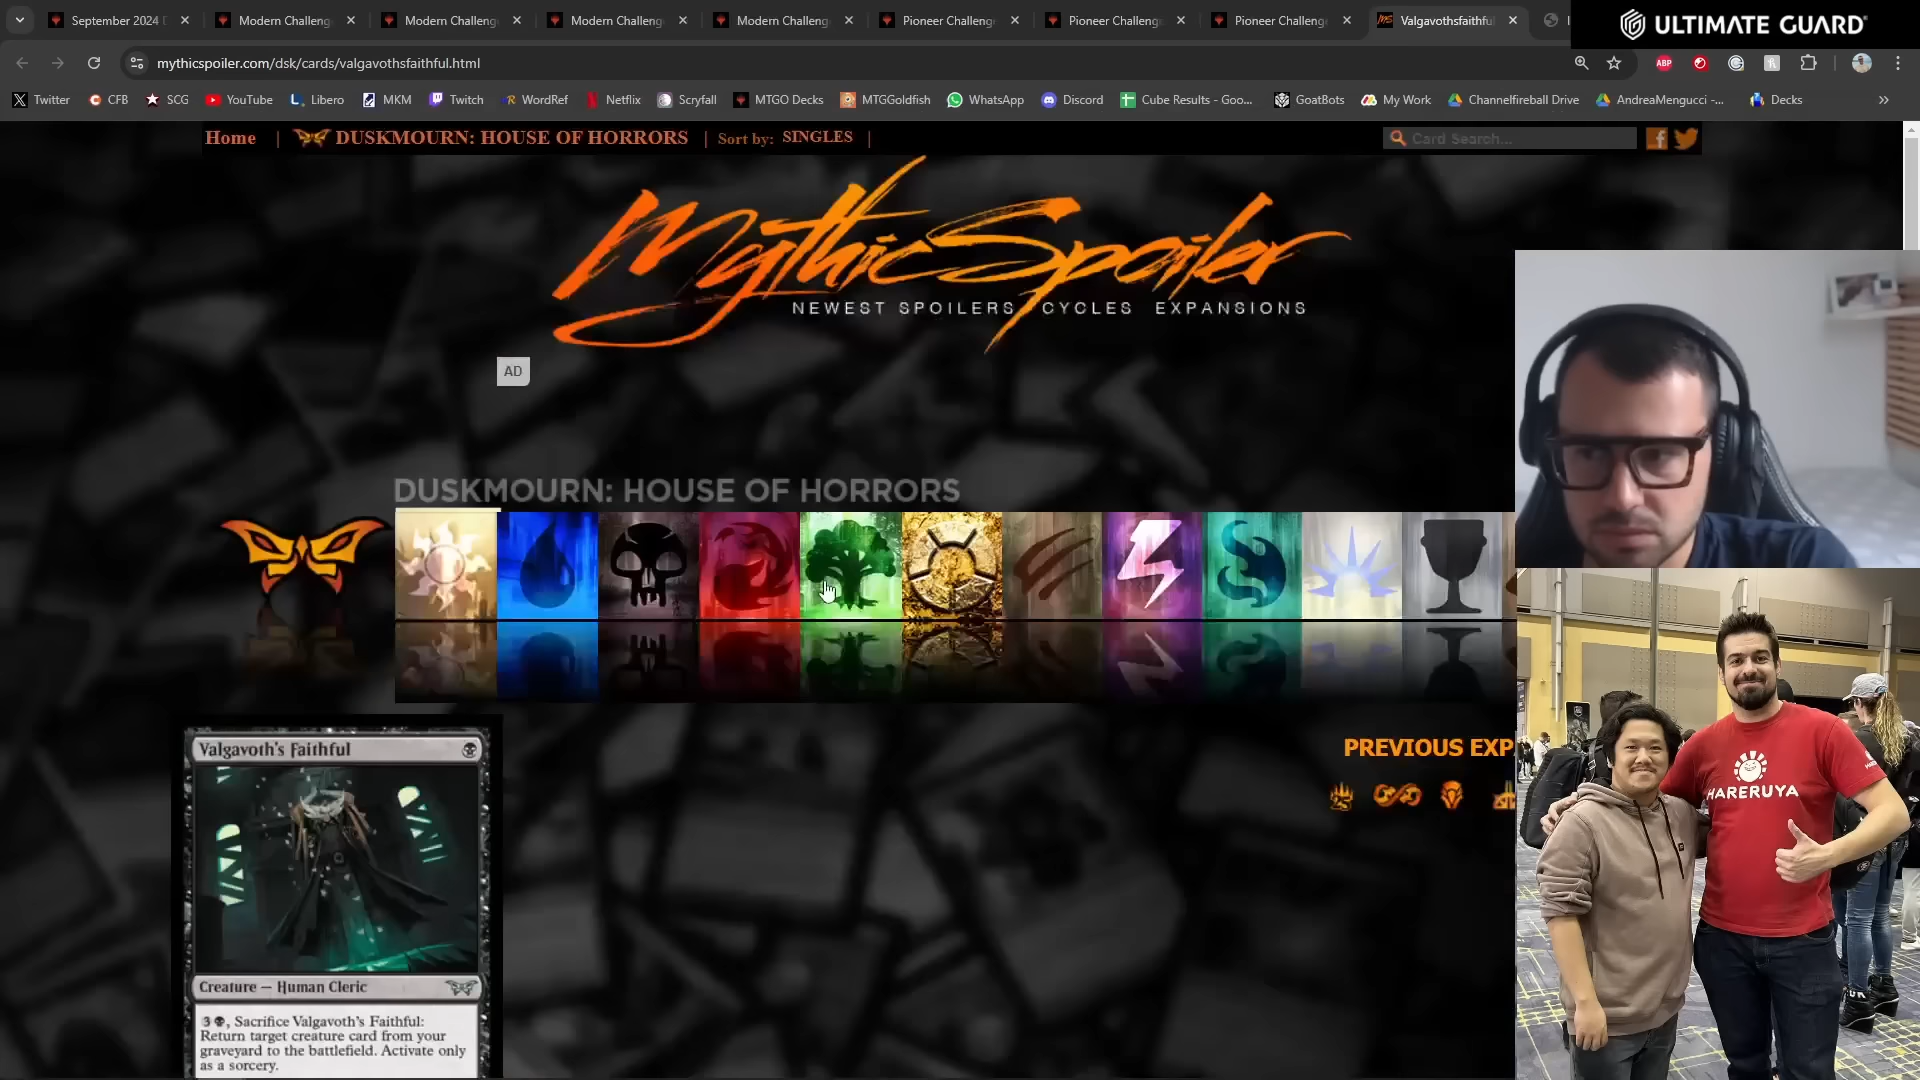 September 2024
Modern Challeng
Modern Challeng
Modern Challeng
Modern Challeng
Pioneer Challeng
Pioneer Challeng
Pioneer Challeng
Valgavothsfaithful
ULTIMATE GUARD
mythicspoiler.com/dsk/cards/valgavothsfaithful.html
ABP
Twitter
CFB
SCG
YouTube
Libero
MKM
Twitch
WordRef
Netflix
Scryfall
MTGO Decks
MTGGoldfish
WhatsApp
Discord
Cube Results - Goo...
GoatBots
My Work
Channelfireball Drive
AndreaMengucci -...
Decks
Home | DUSKMOURN: HOUSE OF HORRORS | Sort by: SINGLES |
Card Search...
MythicSpoiler
NEWEST SPOILERS CYCLES EXPANSIONS
AD
DUSKMOURN: HOUSE OF HORRORS
PREVIOUS EXP
Valgavoth's Faithful
Creature — Human Cleric
3, Sacrifice Valgavoth's Faithful:
Return target creature card from your
graveyard to the battlefield. Activate only
as a sorcery.
HARERUYA